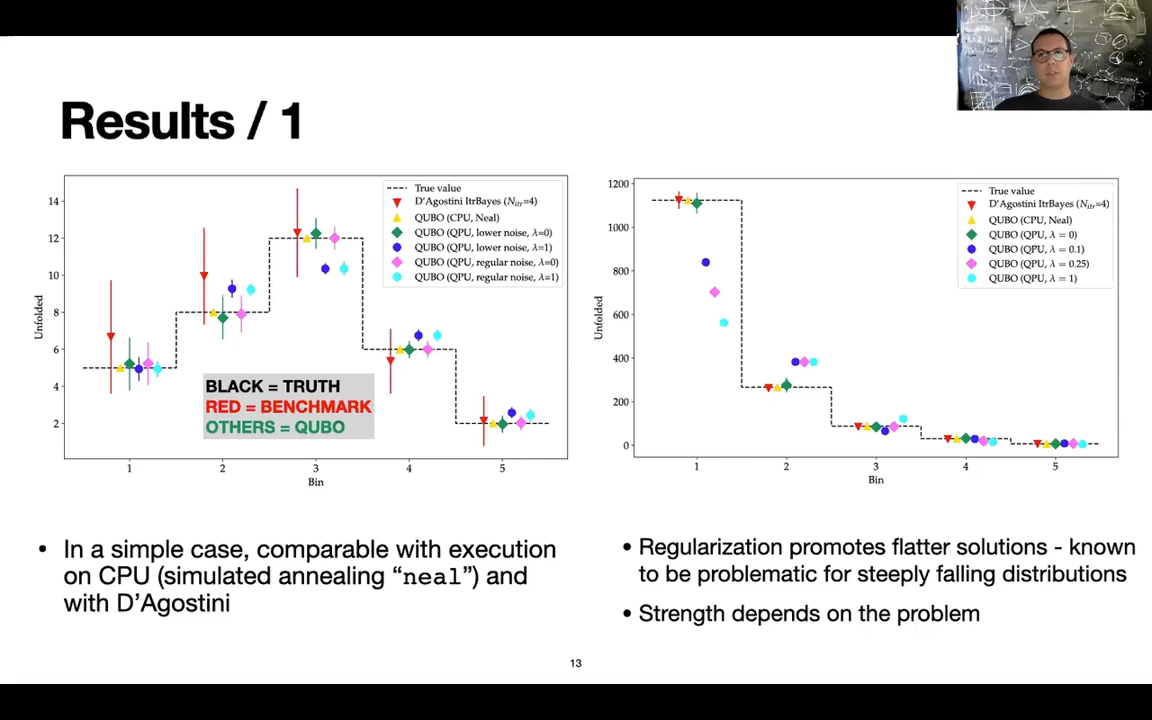 Results / 1
14
12
10
8
6
4
2
Unfolded
1
2
3
4
5
Bin
True value
D'Agostini ItrBayes (Nitr=4)
QUBO (CPU, Neal)
QUBO (QPU, lower noise, λ=0)
QUBO (QPU, lower noise, λ=1)
QUBO (QPU, regular noise, λ=0)
QUBO (QPU, regular noise, λ=1)
BLACK = TRUTH
RED = BENCHMARK
OTHERS = QUBO
1200
1000
800
600
400
200
0
Unfolded
1
2
3
4
5
Bin
True value
D'Agostini ItrBayes (Nitr=4)
QUBO (CPU, Neal)
QUBO (QPU, λ = 0)
QUBO (QPU, λ = 0.1)
QUBO (QPU, λ = 0.25)
QUBO (QPU, λ = 1)
• In a simple case, comparable with execution
on CPU (simulated annealing “neal”) and
with D’Agostini
• Regularization promotes flatter solutions - known
to be problematic for steeply falling distributions
• Strength depends on the problem
13